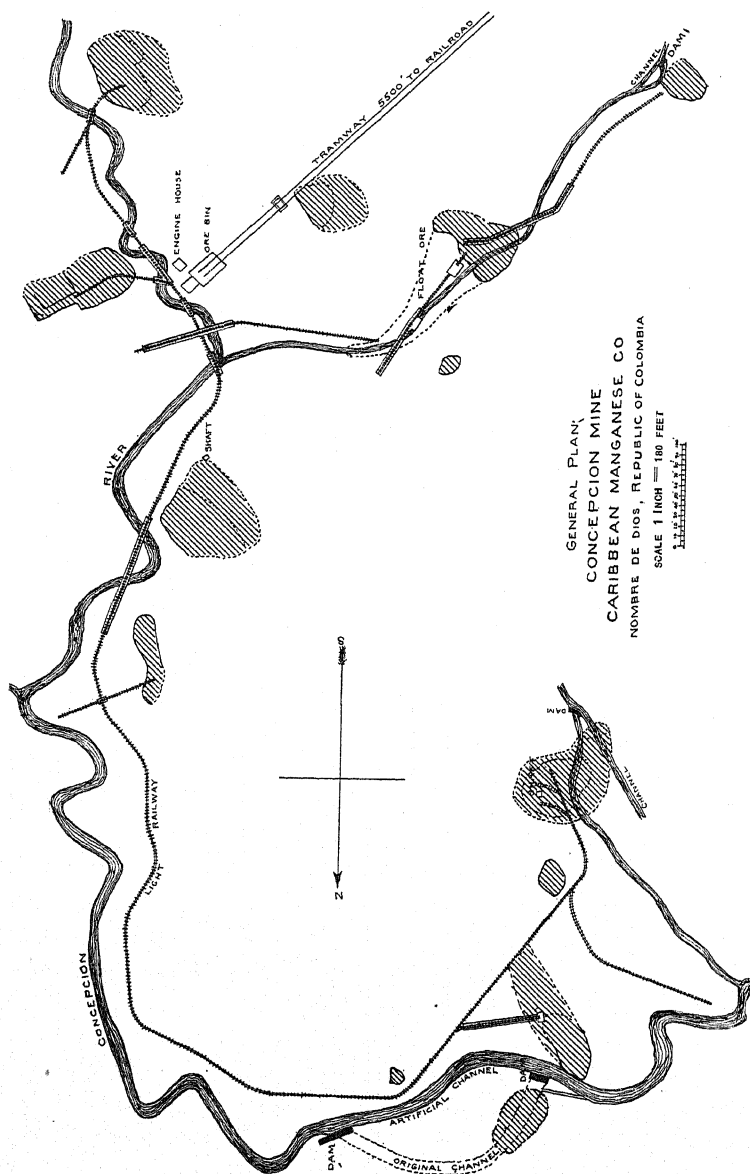 TRAMWAY 5500' TO RAILROAD
CHANNEL
DAM
ENGINE HOUSE
ORE BIN
FLOAT ORE
SHAFT
RIVER
GENERAL PLAN,
CONCEPCION MINE
CARIBBEAN MANGANESE CO
NOMBRE DE DIOS, REPUBLIC OF COLOMBIA
SCALE 1 INCH = 180 FEET
S
N
LIGHT RAILWAY
DAM
CHANNEL
CONCEPCION
ARTIFICIAL CHANNEL
DAM
ORIGINAL CHANNEL